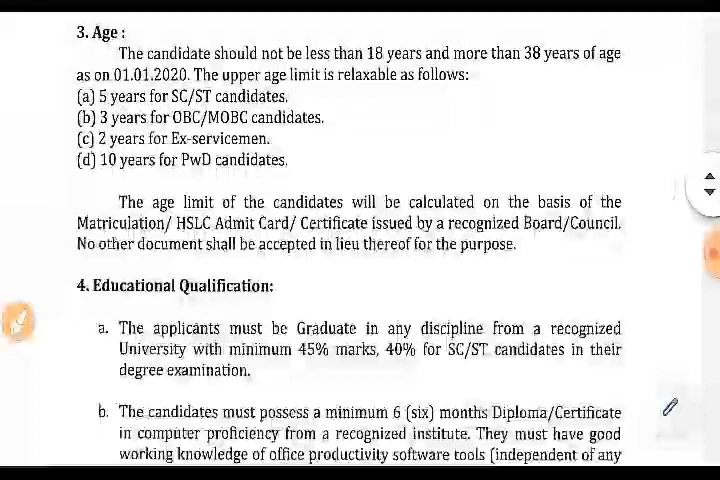 3. Age :
The candidate should not be less than 18 years and more than 38 years of age
as on 01.01.2020. The upper age limit is relaxable as follows:
(a) 5 years for SC/ST candidates.
(b) 3 years for OBC/MOBC candidates.
(c) 2 years for Ex-servicemen.
(d) 10 years for PwD candidates.
The age limit of the candidates will be calculated on the basis of the
Matriculation/ HSLC Admit Card/ Certificate issued by a recognized Board/Council.
No other document shall be accepted in lieu thereof for the purpose.
4. Educational Qualification:
a. The applicants must be Graduate in any discipline from a recognized
University with minimum 45% marks, 40% for SC/ST candidates in their
degree examination.
b. The candidates must possess a minimum 6 (six) months Diploma/Certificate
in computer proficiency from a recognized institute. They must have good
working knowledge of office productivity software tools (independent of any